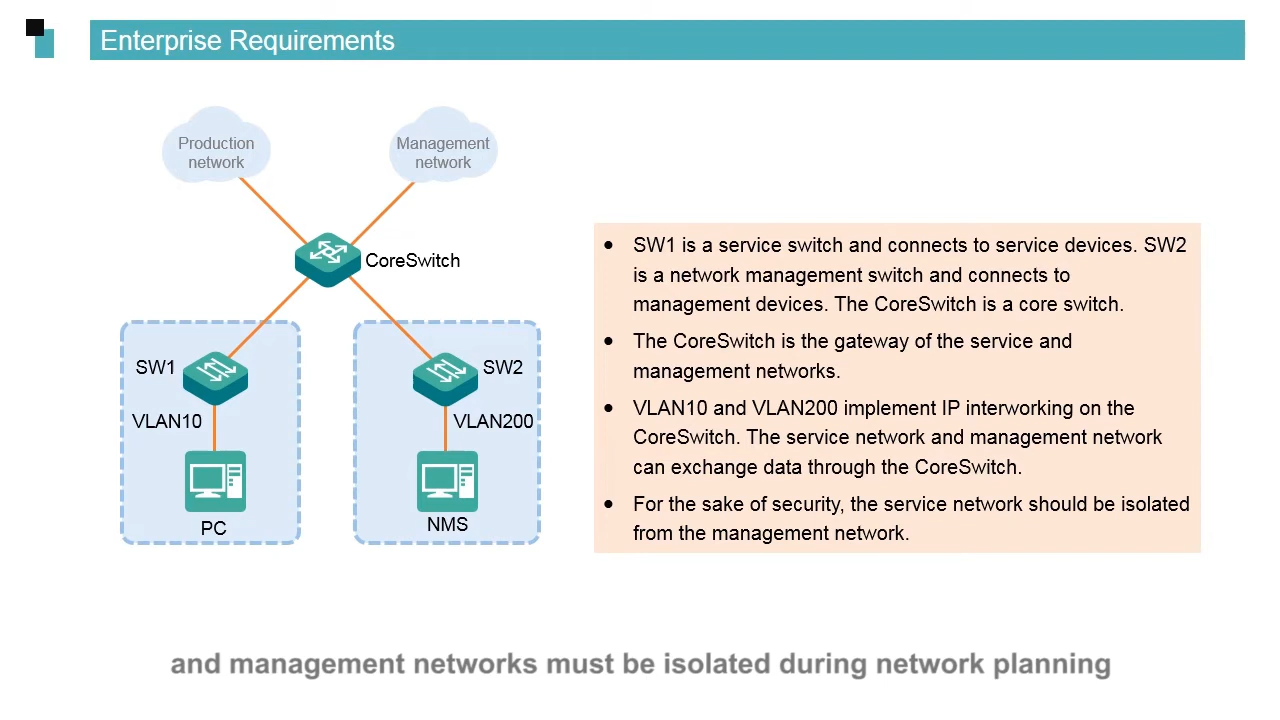 Enterprise Requirements
Production
network
Management
network
CoreSwitch
SW1
SW2
VLAN10
VLAN200
PC
NMS
• SW1 is a service switch and connects to service devices. SW2
is a network management switch and connects to
management devices. The CoreSwitch is a core switch.
• The CoreSwitch is the gateway of the service and
management networks.
• VLAN10 and VLAN200 implement IP interworking on the
CoreSwitch. The service network and management network
can exchange data through the CoreSwitch.
• For the sake of security, the service network should be isolated
from the management network.
and management networks must be isolated during network planning